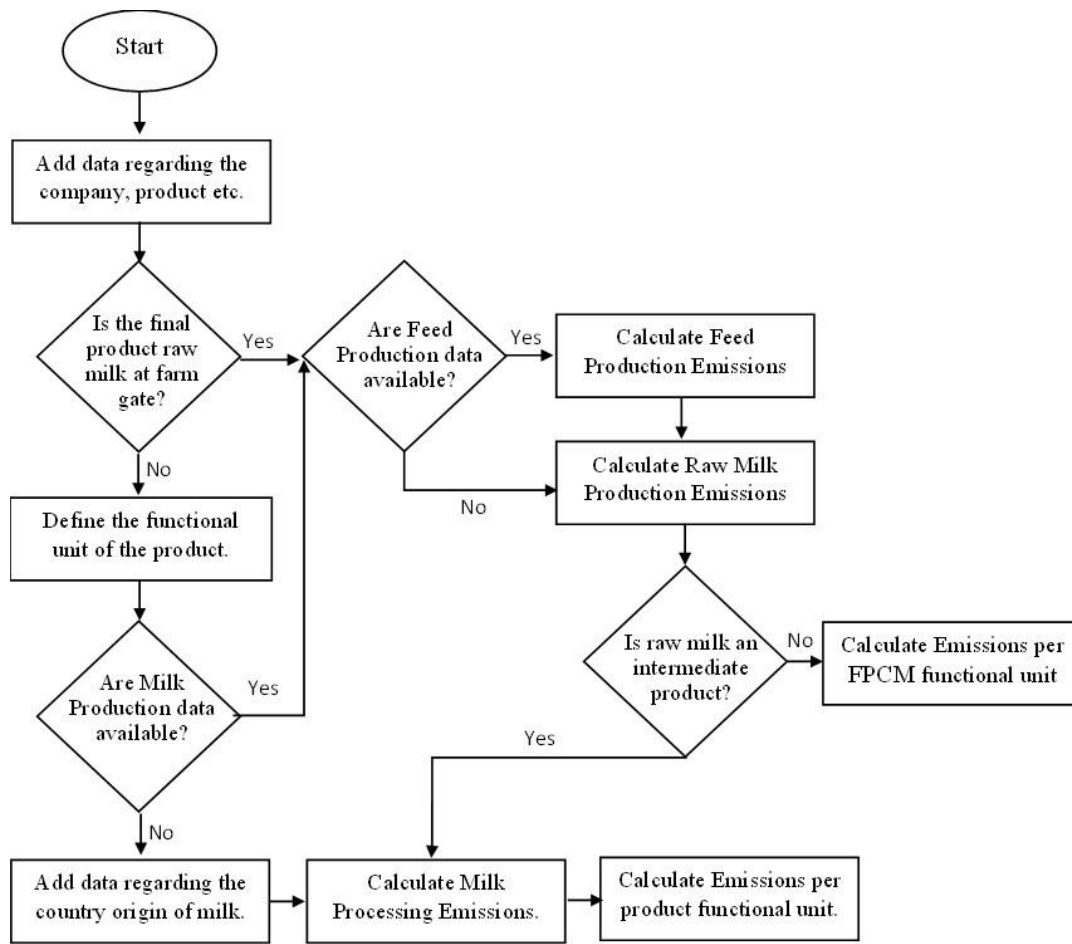 Start
Add data regarding the
company, product etc.
Is the final
product raw
milk at farm
gate?
Yes
No
Are Feed
Production data
available?
Yes
No
Calculate Feed
Production Emissions
Calculate Raw Milk
Production Emissions
Define the functional
unit of the product.
Are Milk
Production data
available?
Yes
No
Is raw milk an
intermediate
product?
No
Yes
Calculate Emissions per
FPCM functional unit
Add data regarding the
country origin of milk.
Calculate Milk
Processing Emissions.
Calculate Emissions per
product functional unit.